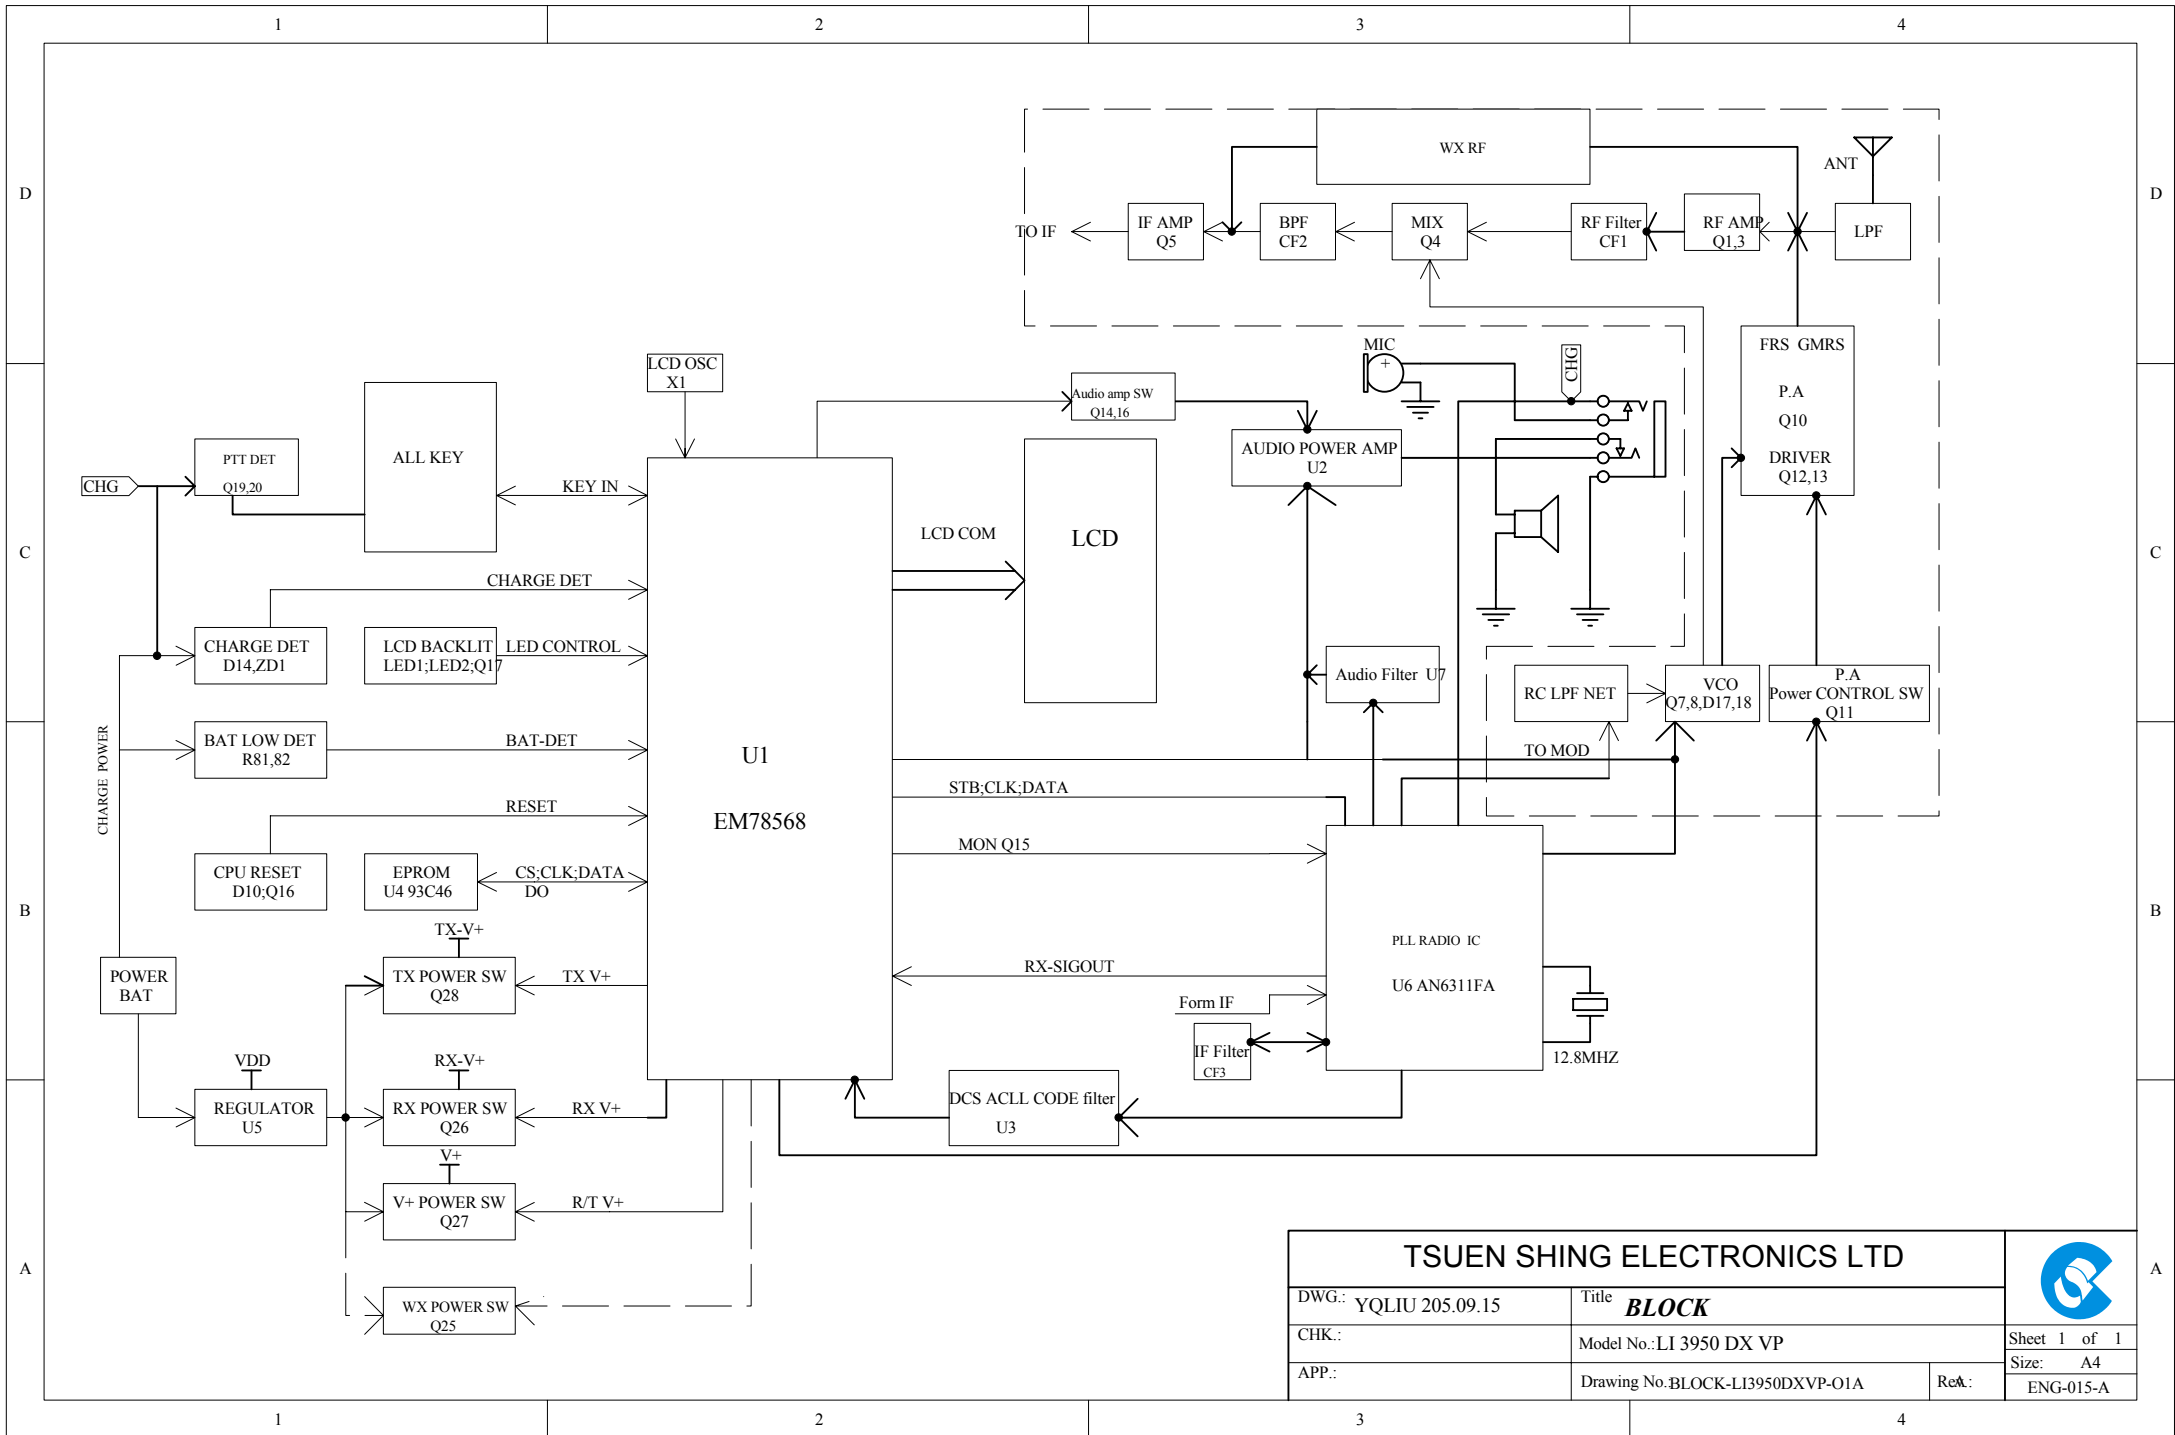 1
2
3
4
D
D
WX RF
ANT
TO IF
IF AMP
Q5
BPF
CF2
MIX
Q4
RF Filter
CF1
RF AMP
Q1,3
LPF
FRS GMRS
P.A
Q10
DRIVER
Q12,13
MIC
+
CHG
LCD OSC
X1
Audio amp SW
Q14,16
AUDIO POWER AMP
U2
PTT DET
Q19,20
ALL KEY
CHG
KEY IN
LCD COM
LCD
C
C
CHARGE DET
CHARGE DET
D14,ZD1
LCD BACKLIT
LED1;LED2;Q17
LED CONTROL
Audio Filter U7
RC LPF NET
VCO
Q7,8,D17,18
P.A
Power CONTROL SW
Q11
CHARGE POWER
BAT LOW DET
R81,82
BAT-DET
U1
EM78568
TO MOD
STB;CLK;DATA
RESET
MON Q15
CPU RESET
D10;Q16
EPROM
U4 93C46
CS;CLK;DATA
DO
B
B
TX-V+
PLL RADIO IC
U6 AN6311FA
RX-SIGOUT
POWER
BAT
TX POWER SW
Q28
TX V+
Form IF
IF Filter
CF3
12.8MHZ
VDD
RX-V+
REGULATOR
U5
RX POWER SW
Q26
RX V+
DCS ACLL CODE filter
U3
V+
V+ POWER SW
Q27
R/T V+
A
A
WX POWER SW
Q25
TSUEN SHING ELECTRONICS LTD
DWG.: YQLIU 205.09.15
Title BLOCK
CHK.:
Model No.:LI 3950 DX VP
Sheet 1 of 1
Size: A4
APP.:
Drawing No.:BLOCK-LI3950DXVP-O1A
Rev.: A
ENG-015-A
1
2
3
4